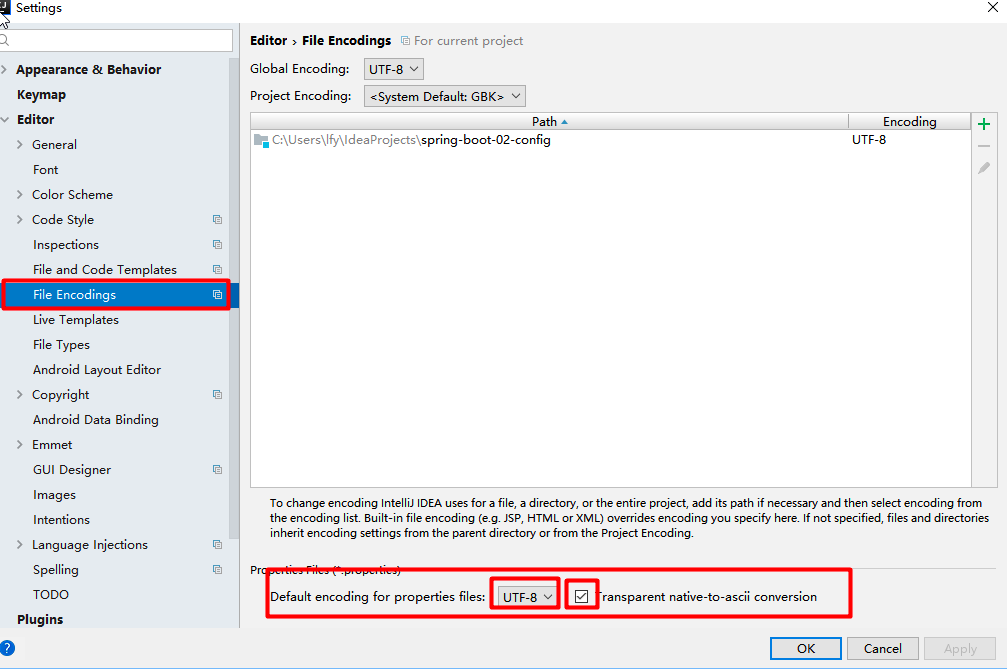 Settings
Appearance & Behavior
Keymap
Editor
General
Font
Color Scheme
Code Style
Inspections
File and Code Templates
File Encodings
Live Templates
File Types
Android Layout Editor
Copyright
Android Data Binding
Emmet
GUI Designer
Images
Intentions
Language Injections
Spelling
TODO
Plugins
Editor › File Encodings For current project
Global Encoding: UTF-8
Project Encoding: <System Default: GBK>
Path Encoding
C:\Users\lfy\IdeaProjects\spring-boot-02-config UTF-8
To change encoding IntelliJ IDEA uses for a file, a directory, or the entire project, add its path if necessary and then select encoding from
the encoding list. Built-in file encoding (e.g. JSP, HTML or XML) overrides encoding you specify here. If not specified, files and directories
inherit encoding settings from the parent directory or from the Project Encoding.
Properties Files (*.properties)
Default encoding for properties files: UTF-8 Transparent native-to-ascii conversion
? OK Cancel Apply